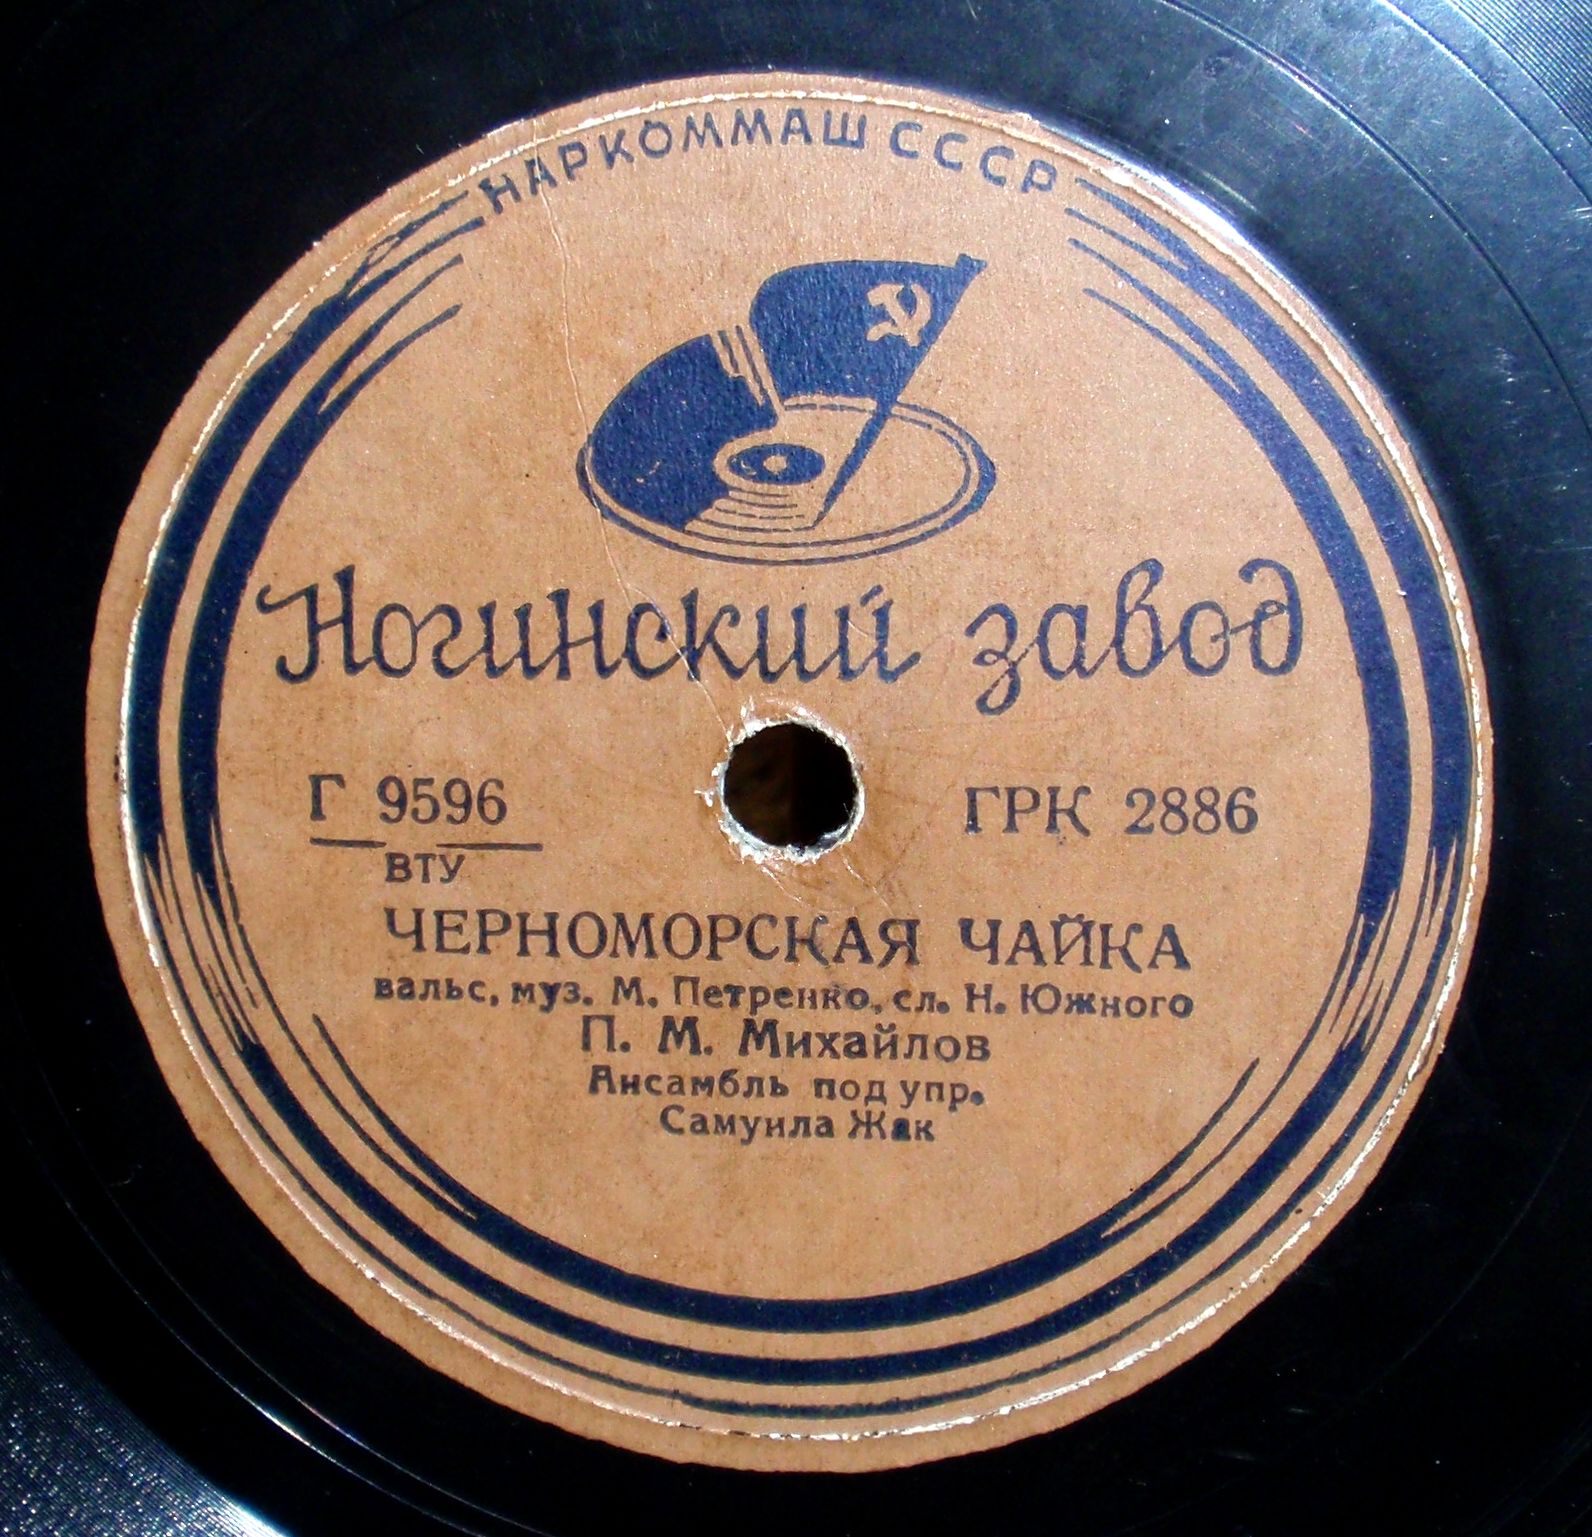 НАРКОММАШ СССР
Ногинский завод
Г 9596 ГРК 2886
ВТУ
ЧЕРНОМОРСКАЯ ЧАЙКА
вальс, муз. М. Петренко, сл. Н. Южного
П. М. Михайлов
Ансамбль под упр.
Самуила Жак